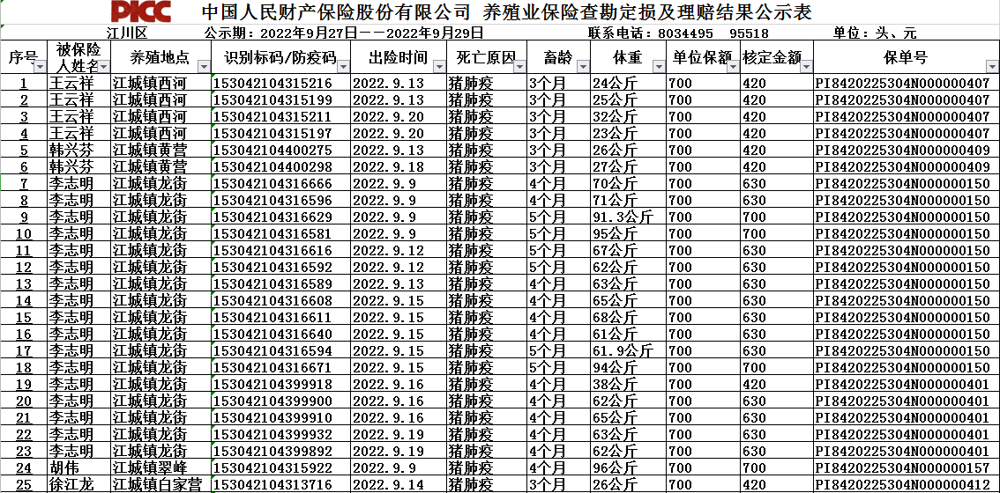 PICC 中国人民财产保险股份有限公司 养殖业保险查勘定损及理赔结果公示表
江川区 公示期：2022年9月27日－－2022年9月29日 联系电话：8034495 95518 单位：头、元
序号 被保险人姓名 养殖地点 识别标码/防疫码 出险时间 死亡原因 畜龄 体重 单位保额 核定金额 保单号
1 王云祥 江城镇西河 153042104315216 2022.9.13 猪肺疫 3个月 24公斤 700 420 PI8420225304N000000407
2 王云祥 江城镇西河 153042104315199 2022.9.13 猪肺疫 3个月 25公斤 700 420 PI8420225304N000000407
3 王云祥 江城镇西河 153042104315211 2022.9.20 猪肺疫 3个月 32公斤 700 420 PI8420225304N000000407
4 王云祥 江城镇西河 153042104315197 2022.9.20 猪肺疫 3个月 23公斤 700 420 PI8420225304N000000407
5 韩兴芬 江城镇黄营 153042104400275 2022.9.13 猪肺疫 3个月 26公斤 700 420 PI8420225304N000000409
6 韩兴芬 江城镇黄营 153042104400298 2022.9.18 猪肺疫 3个月 27公斤 700 420 PI8420225304N000000409
7 李志明 江城镇龙街 153042104316666 2022.9.9 猪肺疫 4个月 70公斤 700 630 PI8420225304N000000150
8 李志明 江城镇龙街 153042104316596 2022.9.9 猪肺疫 4个月 71公斤 700 630 PI8420225304N000000150
9 李志明 江城镇龙街 153042104316629 2022.9.9 猪肺疫 5个月 91.3公斤 700 700 PI8420225304N000000150
10 李志明 江城镇龙街 153042104316581 2022.9.9 猪肺疫 5个月 95公斤 700 700 PI8420225304N000000150
11 李志明 江城镇龙街 153042104316616 2022.9.12 猪肺疫 5个月 67公斤 700 630 PI8420225304N000000150
12 李志明 江城镇龙街 153042104316592 2022.9.12 猪肺疫 5个月 62公斤 700 630 PI8420225304N000000150
13 李志明 江城镇龙街 153042104316589 2022.9.13 猪肺疫 4个月 63公斤 700 630 PI8420225304N000000150
14 李志明 江城镇龙街 153042104316608 2022.9.15 猪肺疫 4个月 65公斤 700 630 PI8420225304N000000150
15 李志明 江城镇龙街 153042104316611 2022.9.15 猪肺疫 4个月 68公斤 700 630 PI8420225304N000000150
16 李志明 江城镇龙街 153042104316640 2022.9.15 猪肺疫 4个月 61公斤 700 630 PI8420225304N000000150
17 李志明 江城镇龙街 153042104316594 2022.9.15 猪肺疫 5个月 61.9公斤 700 630 PI8420225304N000000150
18 李志明 江城镇龙街 153042104316671 2022.9.15 猪肺疫 5个月 94公斤 700 700 PI8420225304N000000150
19 李志明 江城镇龙街 153042104399918 2022.9.16 猪肺疫 4个月 38公斤 700 420 PI8420225304N000000401
20 李志明 江城镇龙街 153042104399900 2022.9.16 猪肺疫 4个月 62公斤 700 630 PI8420225304N000000401
21 李志明 江城镇龙街 153042104399910 2022.9.16 猪肺疫 4个月 65公斤 700 630 PI8420225304N000000401
22 李志明 江城镇龙街 153042104399932 2022.9.19 猪肺疫 4个月 63公斤 700 630 PI8420225304N000000401
23 李志明 江城镇龙街 153042104399892 2022.9.19 猪肺疫 4个月 62公斤 700 630 PI8420225304N000000401
24 胡伟 江城镇翠峰 153042104315922 2022.9.9 猪肺疫 4个月 96公斤 700 700 PI8420225304N000000157
25 徐江龙 江城镇白家营 153042104313716 2022.9.14 猪肺疫 3个月 26公斤 700 420 PI8420225304N000000412